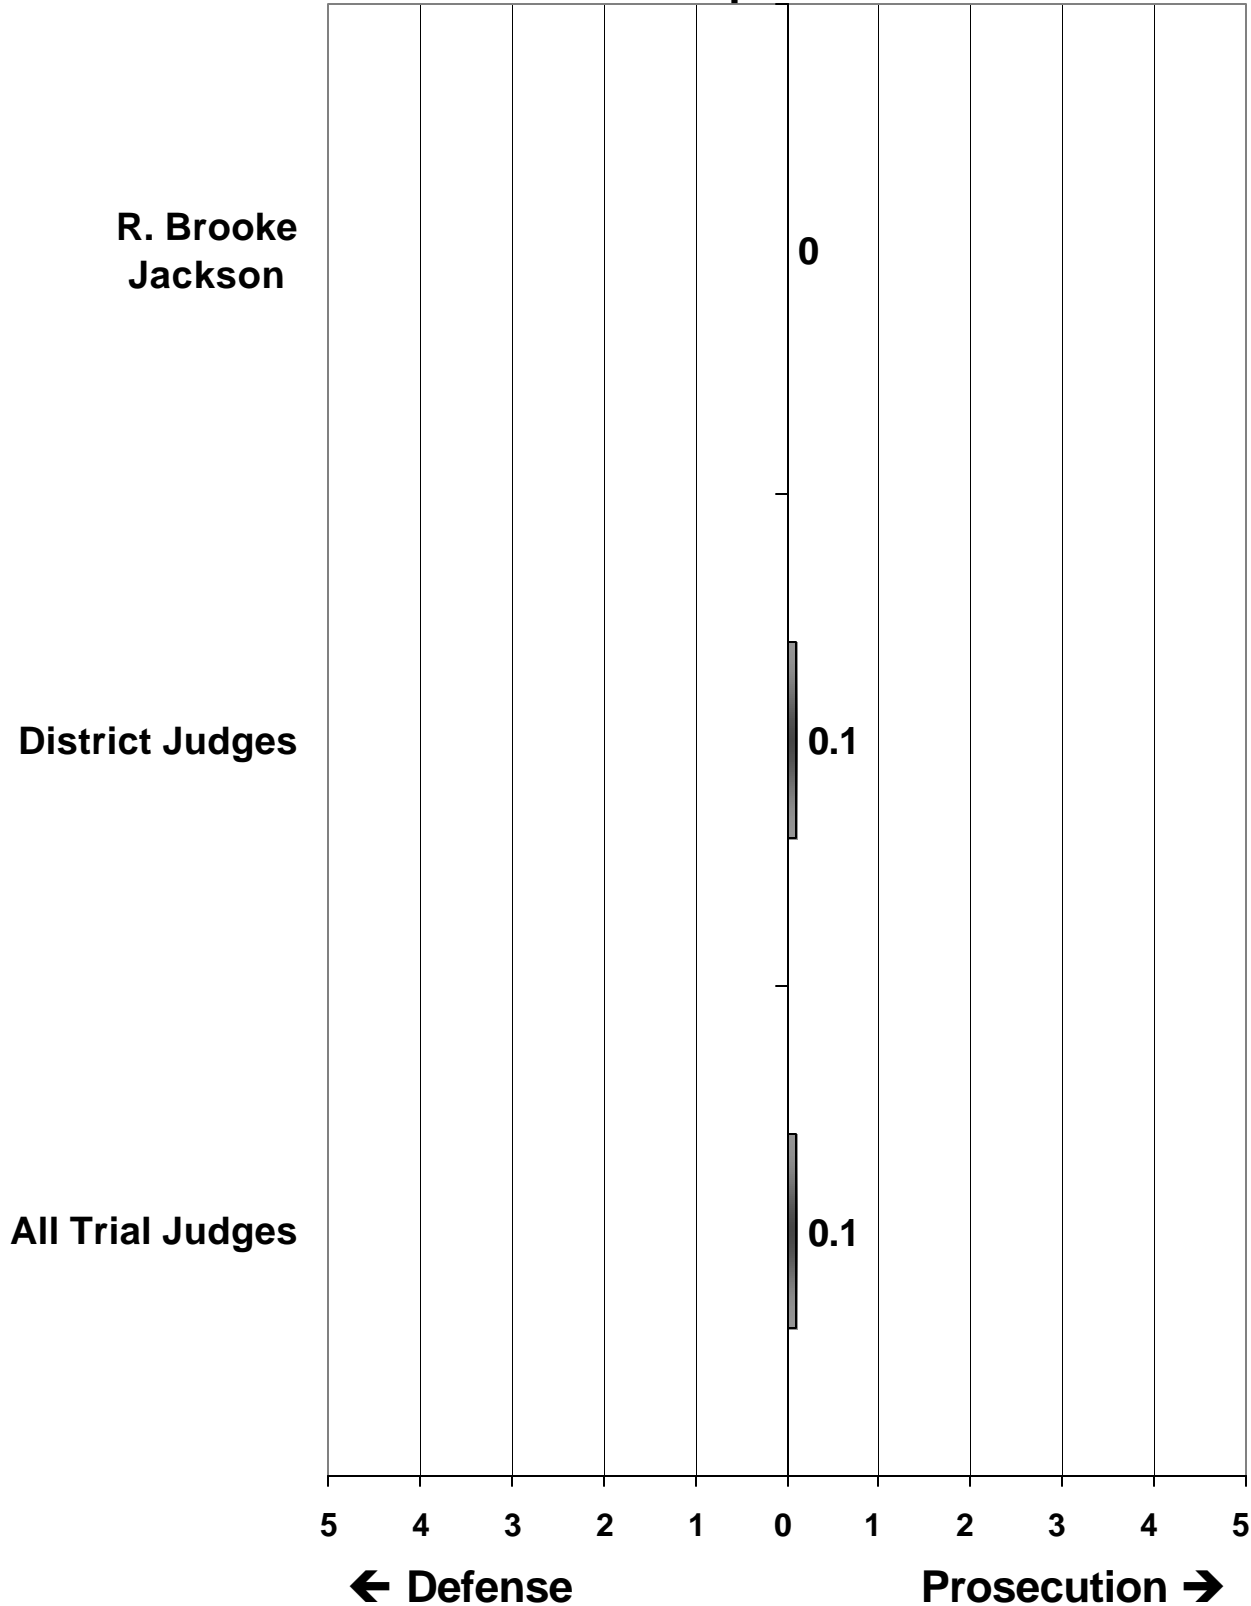 R. Brooke
Jackson
0
District Judges
0.1
All Trial Judges
0.1
5 4 3 2 1 0 1 2 3 4 5
← Defense Prosecution →